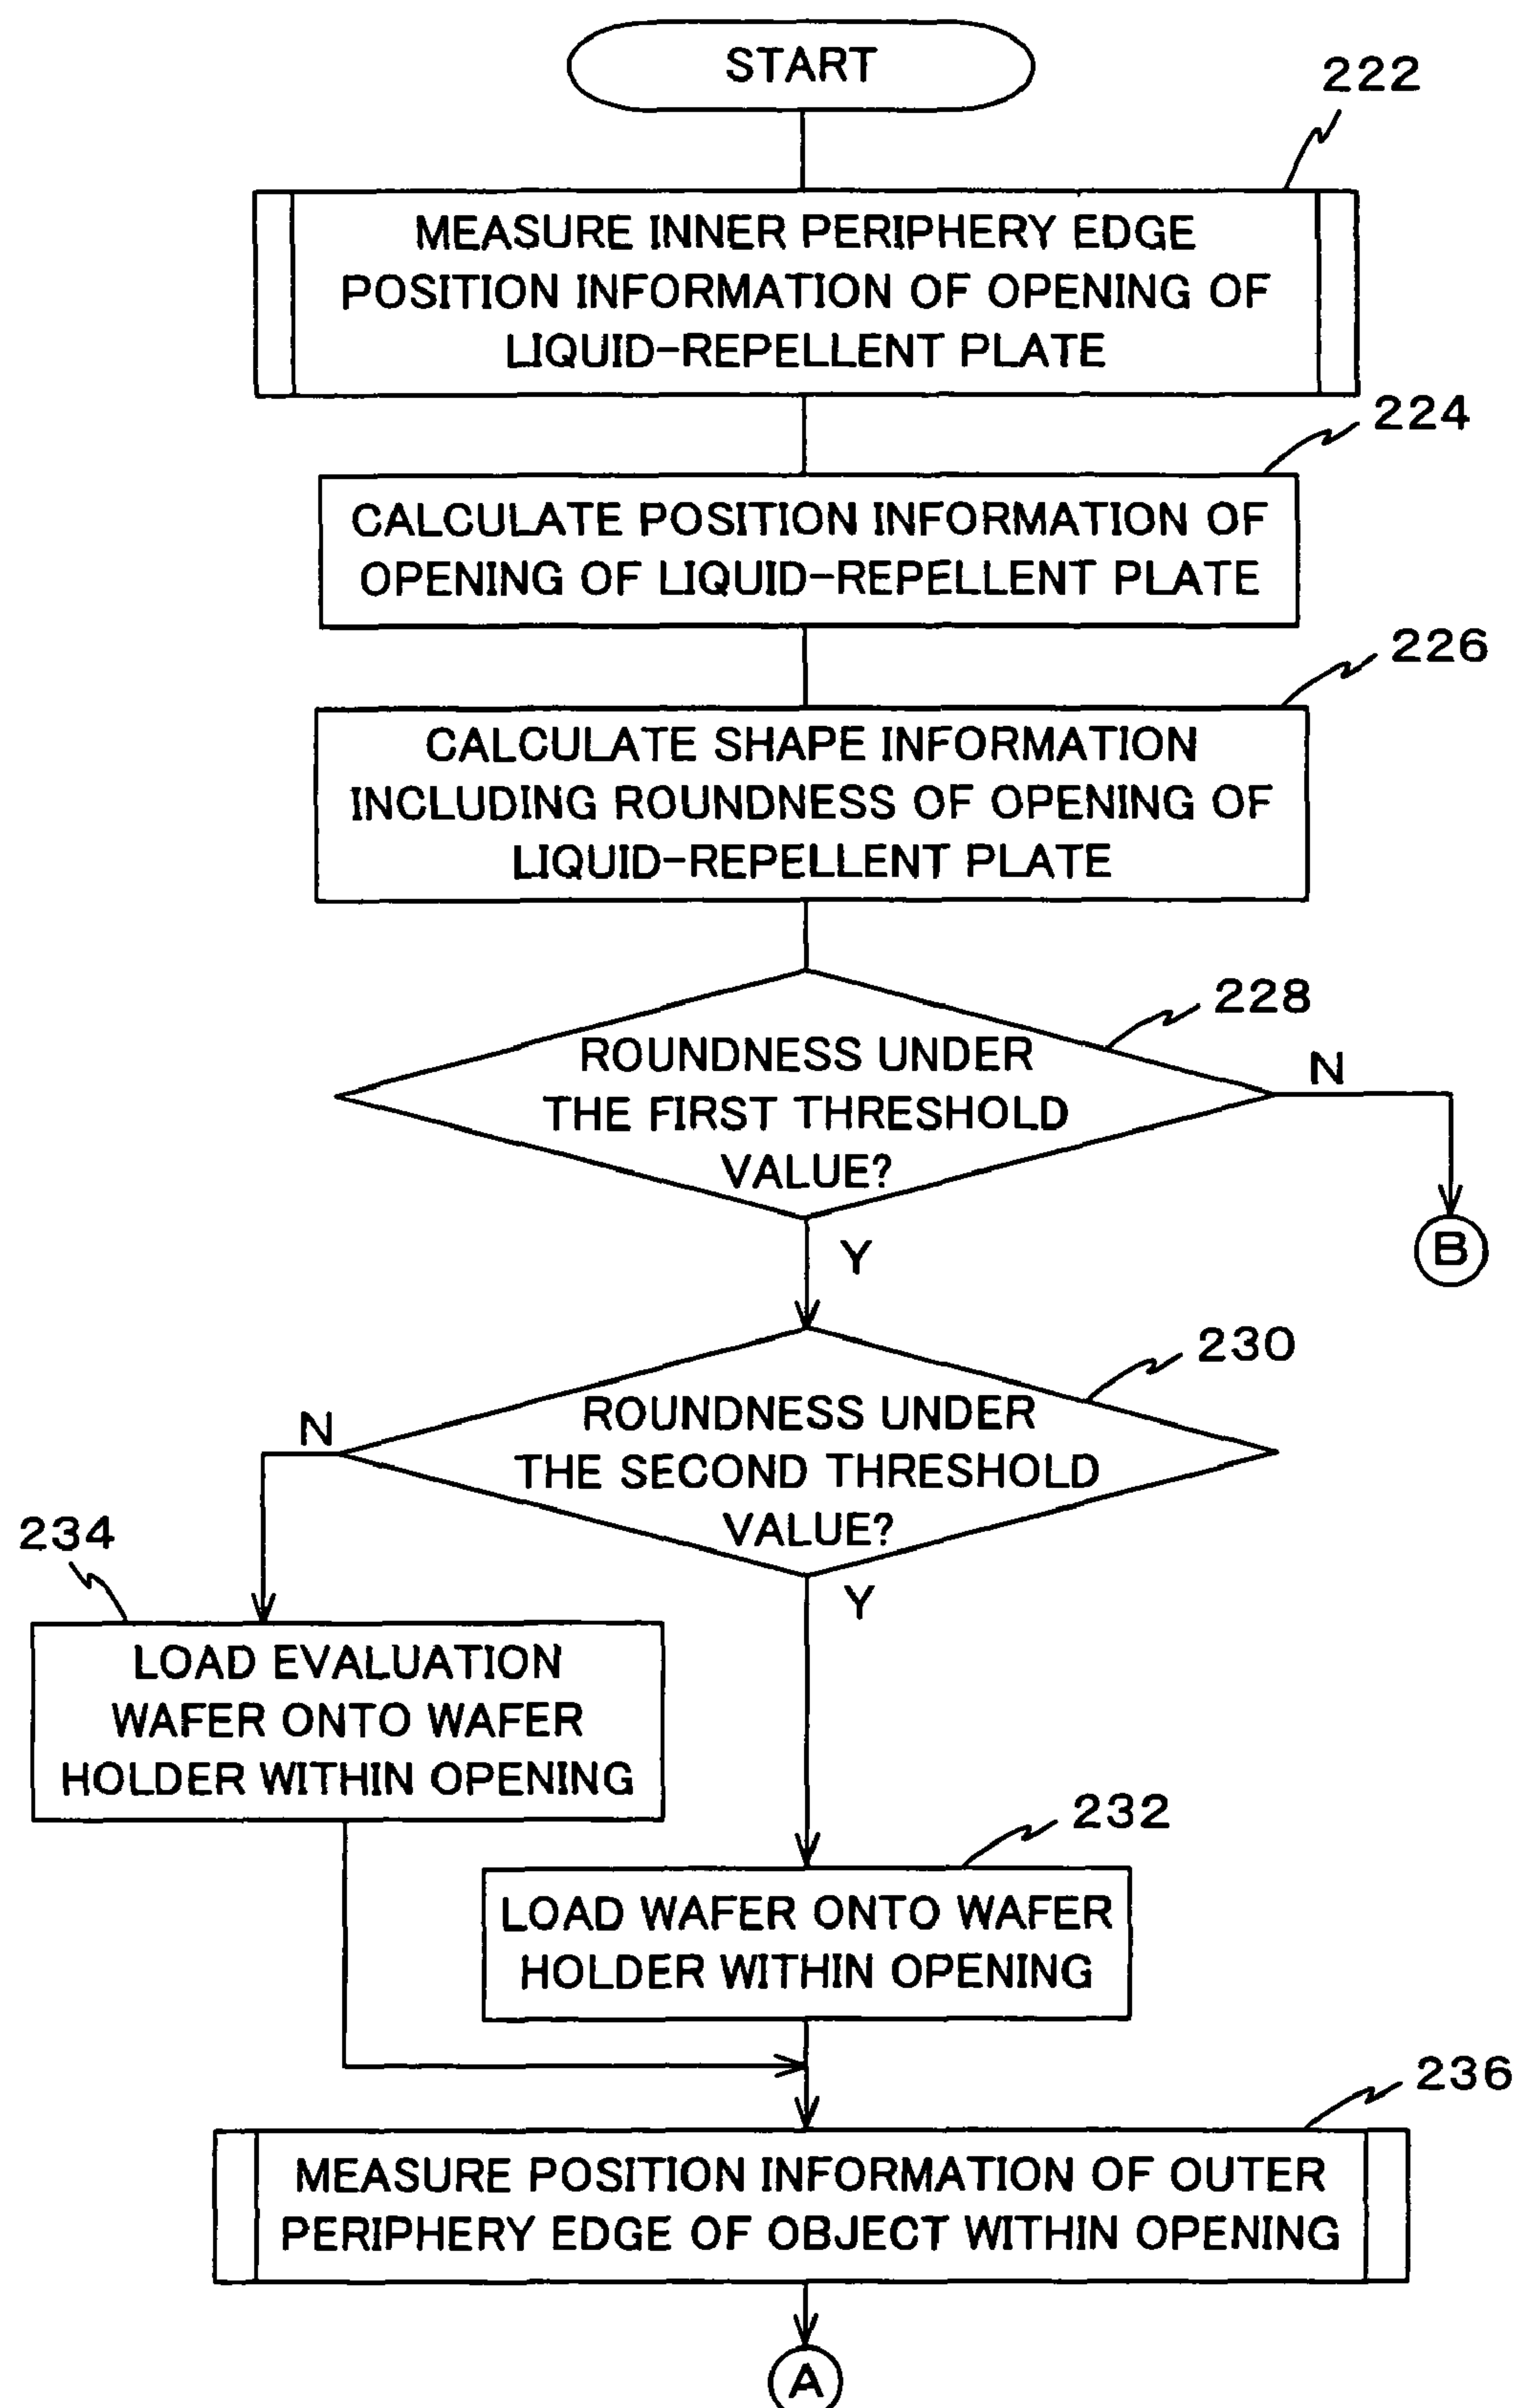 START
222
MEASURE INNER PERIPHERY EDGE
POSITION INFORMATION OF OPENING OF
LIQUID-REPELLENT PLATE
224
CALCULATE POSITION INFORMATION OF
OPENING OF LIQUID-REPELLENT PLATE
226
CALCULATE SHAPE INFORMATION
INCLUDING ROUNDNESS OF OPENING OF
LIQUID-REPELLENT PLATE
228
ROUNDNESS UNDER
THE FIRST THRESHOLD
VALUE?
N
B
Y
230
ROUNDNESS UNDER
THE SECOND THRESHOLD
VALUE?
N
Y
234
LOAD EVALUATION
WAFER ONTO WAFER
HOLDER WITHIN OPENING
232
LOAD WAFER ONTO WAFER
HOLDER WITHIN OPENING
236
MEASURE POSITION INFORMATION OF OUTER
PERIPHERY EDGE OF OBJECT WITHIN OPENING
A